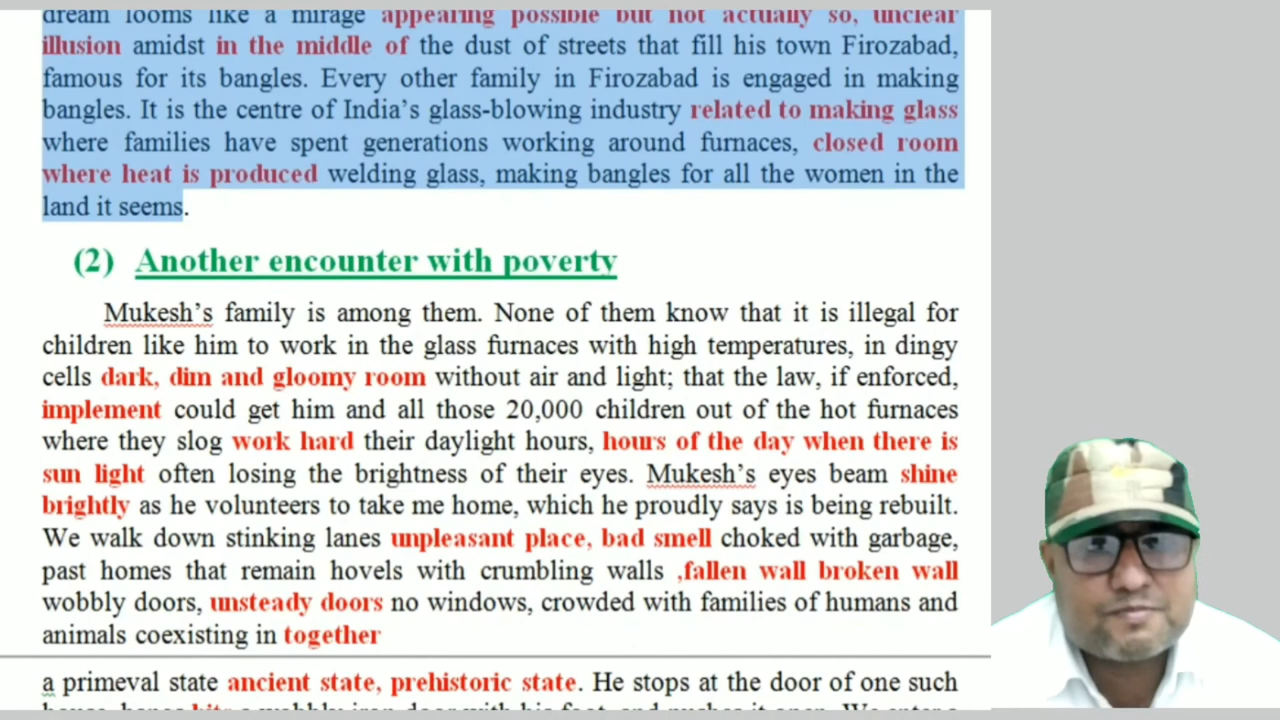 dream looms like a mirage appearing possible but not actually so, unclear
illusion amidst in the middle of the dust of streets that fill his town Firozabad,
famous for its bangles. Every other family in Firozabad is engaged in making
bangles. It is the centre of India's glass-blowing industry related to making glass
where families have spent generations working around furnaces, closed room
where heat is produced welding glass, making bangles for all the women in the
land it seems.
(2) Another encounter with poverty
Mukesh's family is among them. None of them know that it is illegal for
children like him to work in the glass furnaces with high temperatures, in dingy
cells dark, dim and gloomy room without air and light; that the law, if enforced,
implement could get him and all those 20,000 children out of the hot furnaces
where they slog work hard their daylight hours, hours of the day when there is
sun light often losing the brightness of their eyes. Mukesh's eyes beam shine
brightly as he volunteers to take me home, which he proudly says is being rebuilt.
We walk down stinking lanes unpleasant place, bad smell choked with garbage,
past homes that remain hovels with crumbling walls ,fallen wall broken wall
wobbly doors, unsteady doors no windows, crowded with families of humans and
animals coexisting in together
a primeval state ancient state, prehistoric state. He stops at the door of one such